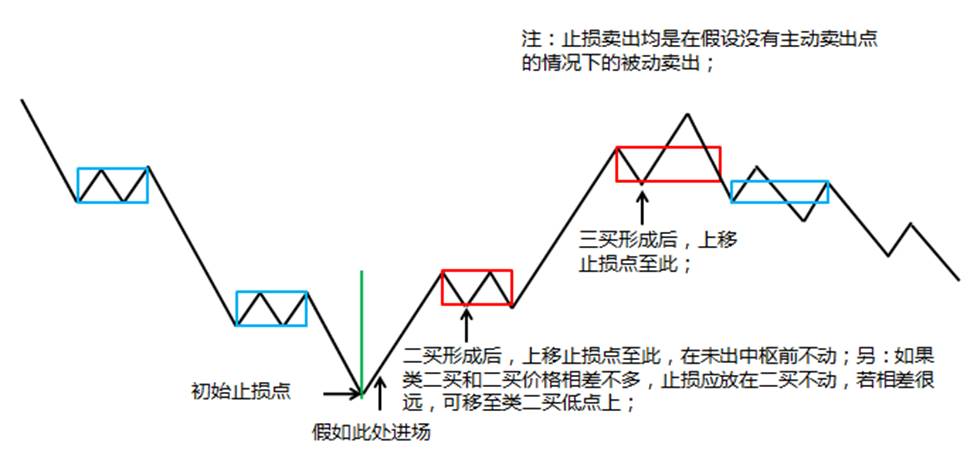 注：止损卖出均是在假设没有主动卖出点
的情况下的被动卖出；
三买形成后，上移
止损点至此；
二买形成后，上移止损点至此，在未出中枢前不动；另：如果
类二买和二买价格相差不多，止损应放在二买不动，若相差很
远，可移至类二买低点上；
初始止损点
假如此处进场